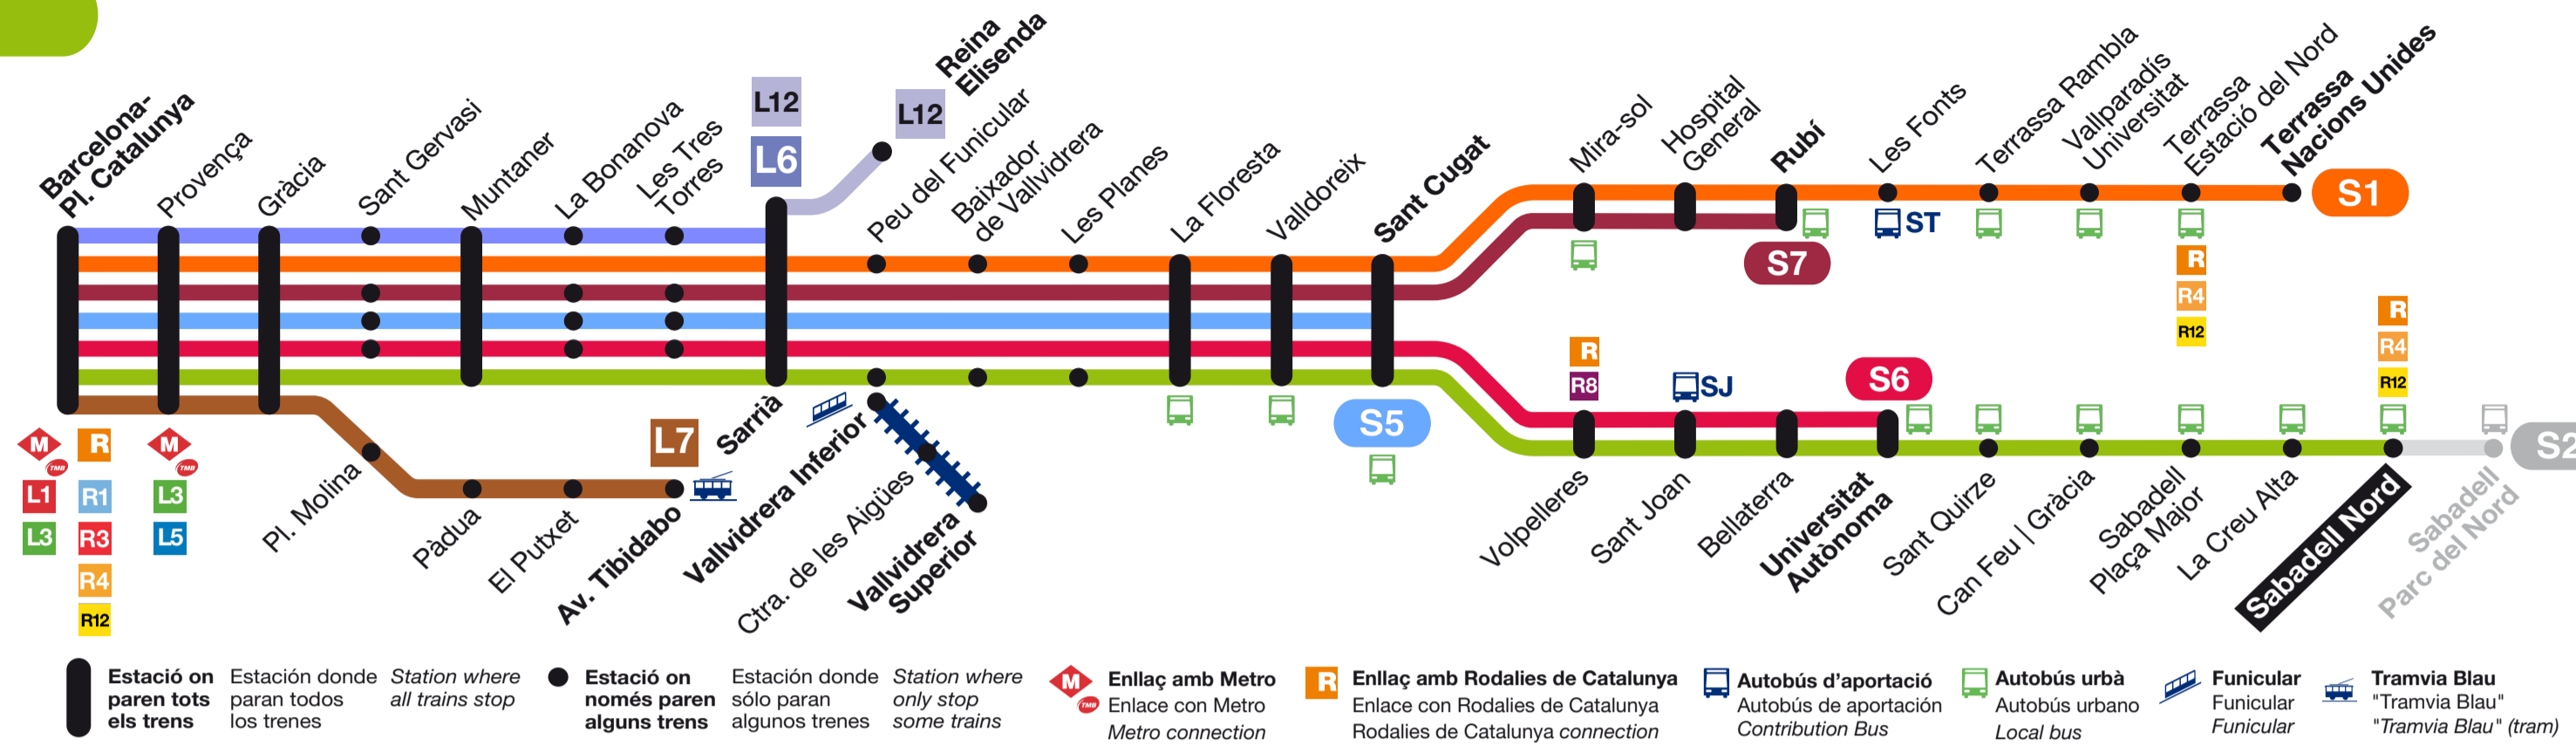 Barcelona-
Pl. Catalunya
Provença
Gràcia
Sant Gervasi
Muntaner
La Bonanova
Les Tres
Torres
L12
L6
L12
Reina
Elisenda
Peu del Funicular
Baixador
de Vallvidrera
Les Planes
La Floresta
Valldoreix
Sant Cugat
Mira-sol
Hospital
General
Rubí
Les Fonts
Terrassa Rambla
Vallparadís
Universitat
Terrassa
Estació del Nord
Terrassa
Nacions Unides
S1
ST
S7
R
R4
R12
R
R4
R12
R
R8
SJ
S6
S5
S2
M
TMB
L1
L3
R
R1
R3
R4
R12
M
TMB
L3
L5
Pl. Molina
Pàdua
El Putxet
Av. Tibidabo
L7
Sarrià
Vallvidrera Inferior
Ctra. de les Aigües
Vallvidrera
Superior
Volpelleres
Sant Joan
Bellaterra
Universitat
Autònoma
Sant Quirze
Can Feu | Gràcia
Sabadell
Plaça Major
La Creu Alta
Sabadell Nord
Sabadell
Parc del Nord
Estació on
paren tots
els trens
Estación donde
paran todos
los trenes
Station where
all trains stop
Estació on
només paren
alguns trens
Estación donde
sólo paran
algunos trenes
Station where
only stop
some trains
M
TMB
Enllaç amb Metro
Enlace con Metro
Metro connection
R
Enllaç amb Rodalies de Catalunya
Enlace con Rodalies de Catalunya
Rodalies de Catalunya connection
Autobús d'aportació
Autobús de aportación
Contribution Bus
Autobús urbà
Autobús urbano
Local bus
Funicular
Funicular
Funicular
Tramvia Blau
"Tramvia Blau"
"Tramvia Blau" (tram)